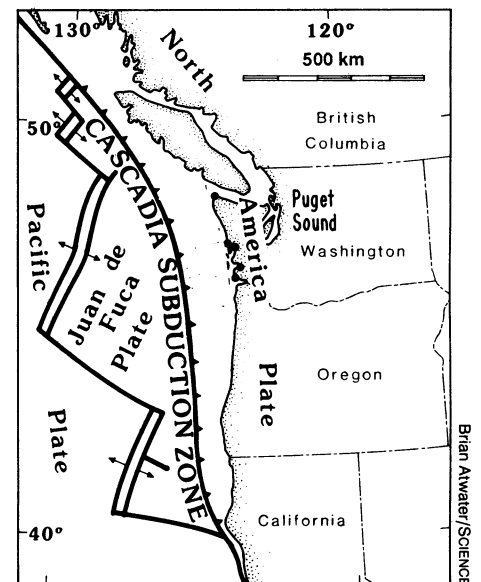 130°
120°
North
500 km
British
Columbia
50°
CASCADIA SUBDUCTION ZONE
America
Puget
Sound
Washington
Pacific
Juan de
Fuca
Plate
Plate
Oregon
Plate
California
40°
Brian Atwater/SCIENCE